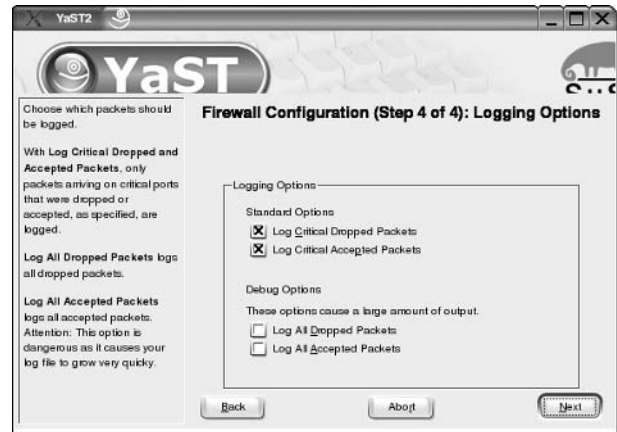 YaST2
YaST
Choose which packets should
be logged.
With Log Critical Dropped and
Accepted Packets, only
packets arriving on critical ports
that were dropped or
accepted, as specified, are
logged.
Log All Dropped Packets logs
all dropped packets.
Log All Accepted Packets
logs all accepted packets.
Attention: This option is
dangerous as it causes your
log file to grow very quicky.
Firewall Configuration (Step 4 of 4): Logging Options
Logging Options
Standard Options
Log Critical Dropped Packets
Log Critical Accepted Packets
Debug Options
These options cause a large amount of output.
Log All Dropped Packets
Log All Accepted Packets
Back
Abort
Next